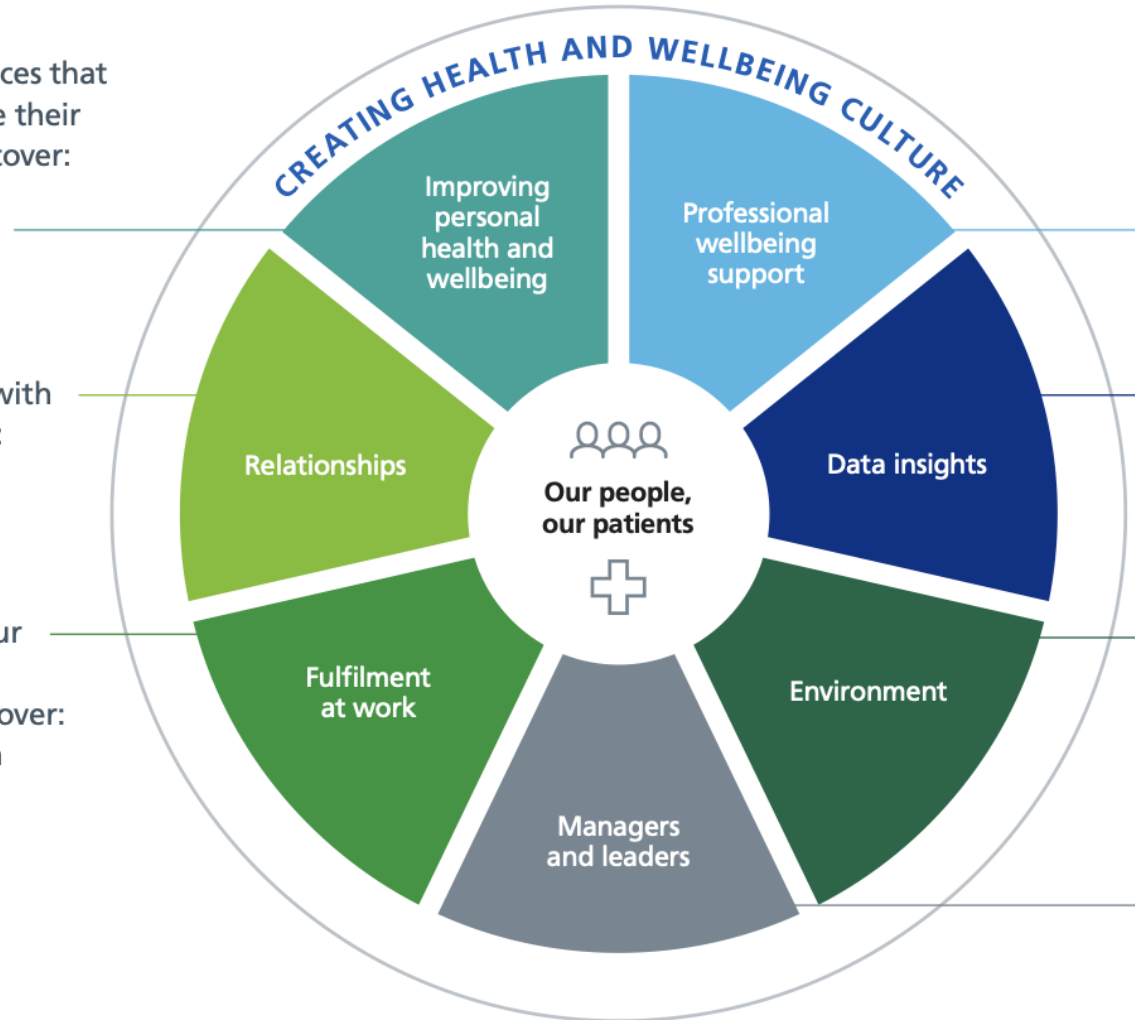 ces that
e their
cover:
with
:
ur
over:
CREATING HEALTH AND WELLBEING CULTURE
Improving
personal
health and
wellbeing
Professional
wellbeing
support
Relationships
Data insights
Our people,
our patients
Fulfilment
at work
Environment
Managers
and leaders